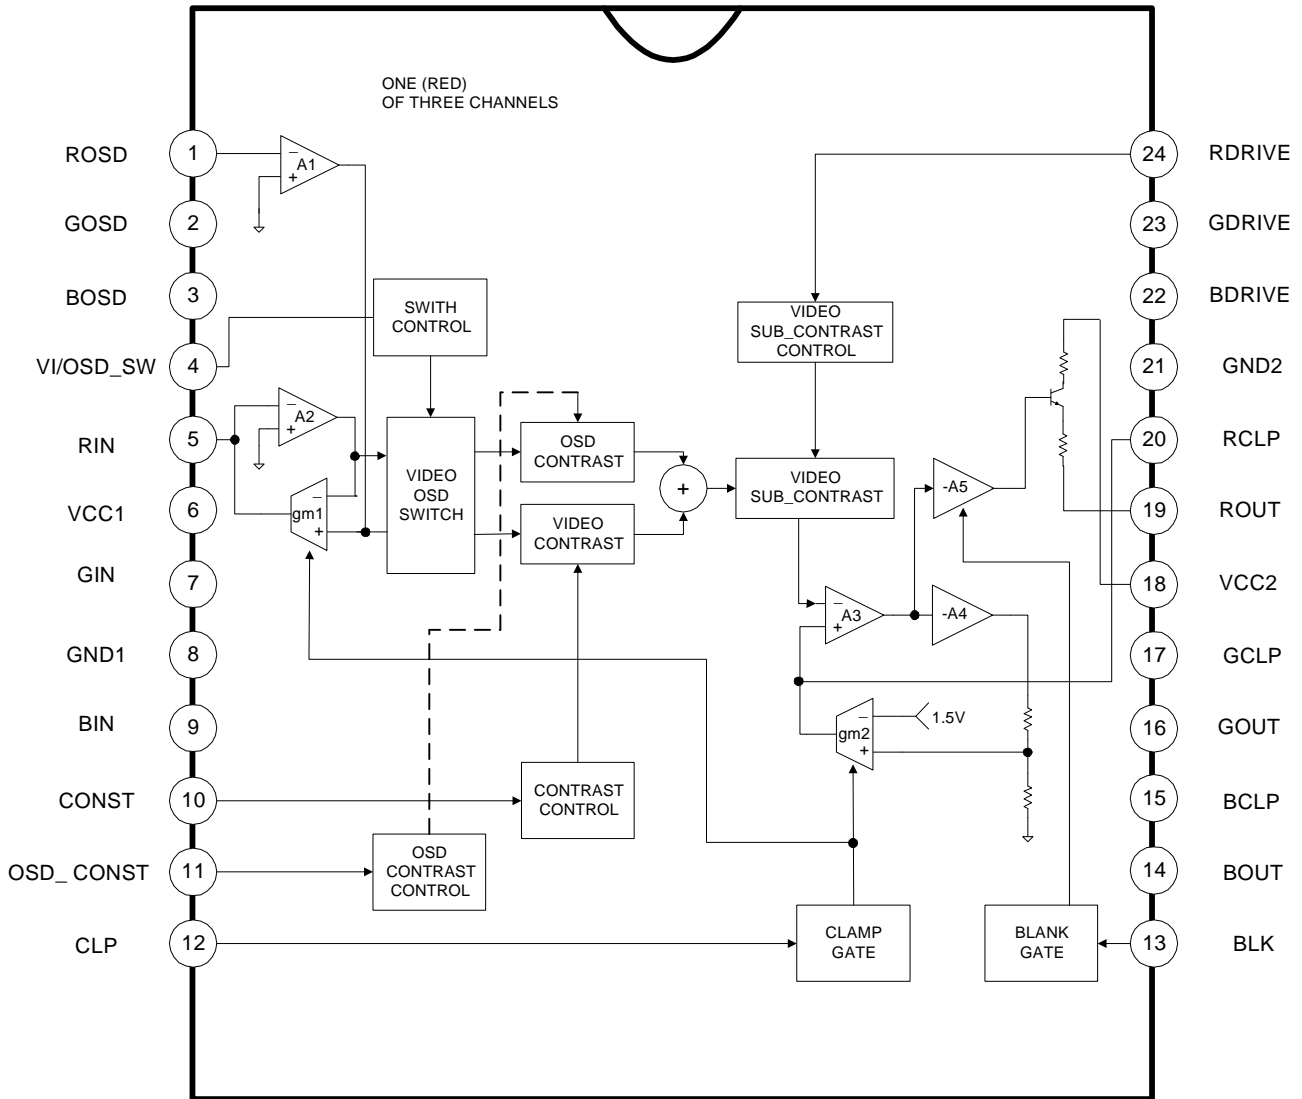 ONE (RED)
OF THREE CHANNELS
ROSD
1
A1
−
+
24
RDRIVE
GOSD
2
23
GDRIVE
BOSD
3
SWITH
CONTROL
VIDEO
SUB_CONTRAST
CONTROL
22
BDRIVE
VI/OSD_SW
4
21
GND2
RIN
5
−
A2
+
VIDEO
OSD
SWITCH
OSD
CONTRAST
+
VIDEO
SUB_CONTRAST
-A5
20
RCLP
VCC1
6
−
gm1
+
VIDEO
CONTRAST
19
ROUT
GIN
7
18
VCC2
−
A3
+
-A4
GND1
8
17
GCLP
BIN
9
−
gm2
+
1.5V
16
GOUT
CONST
10
CONTRAST
CONTROL
15
BCLP
OSD_ CONST
11
OSD
CONTRAST
CONTROL
14
BOUT
CLP
12
CLAMP
GATE
BLANK
GATE
13
BLK